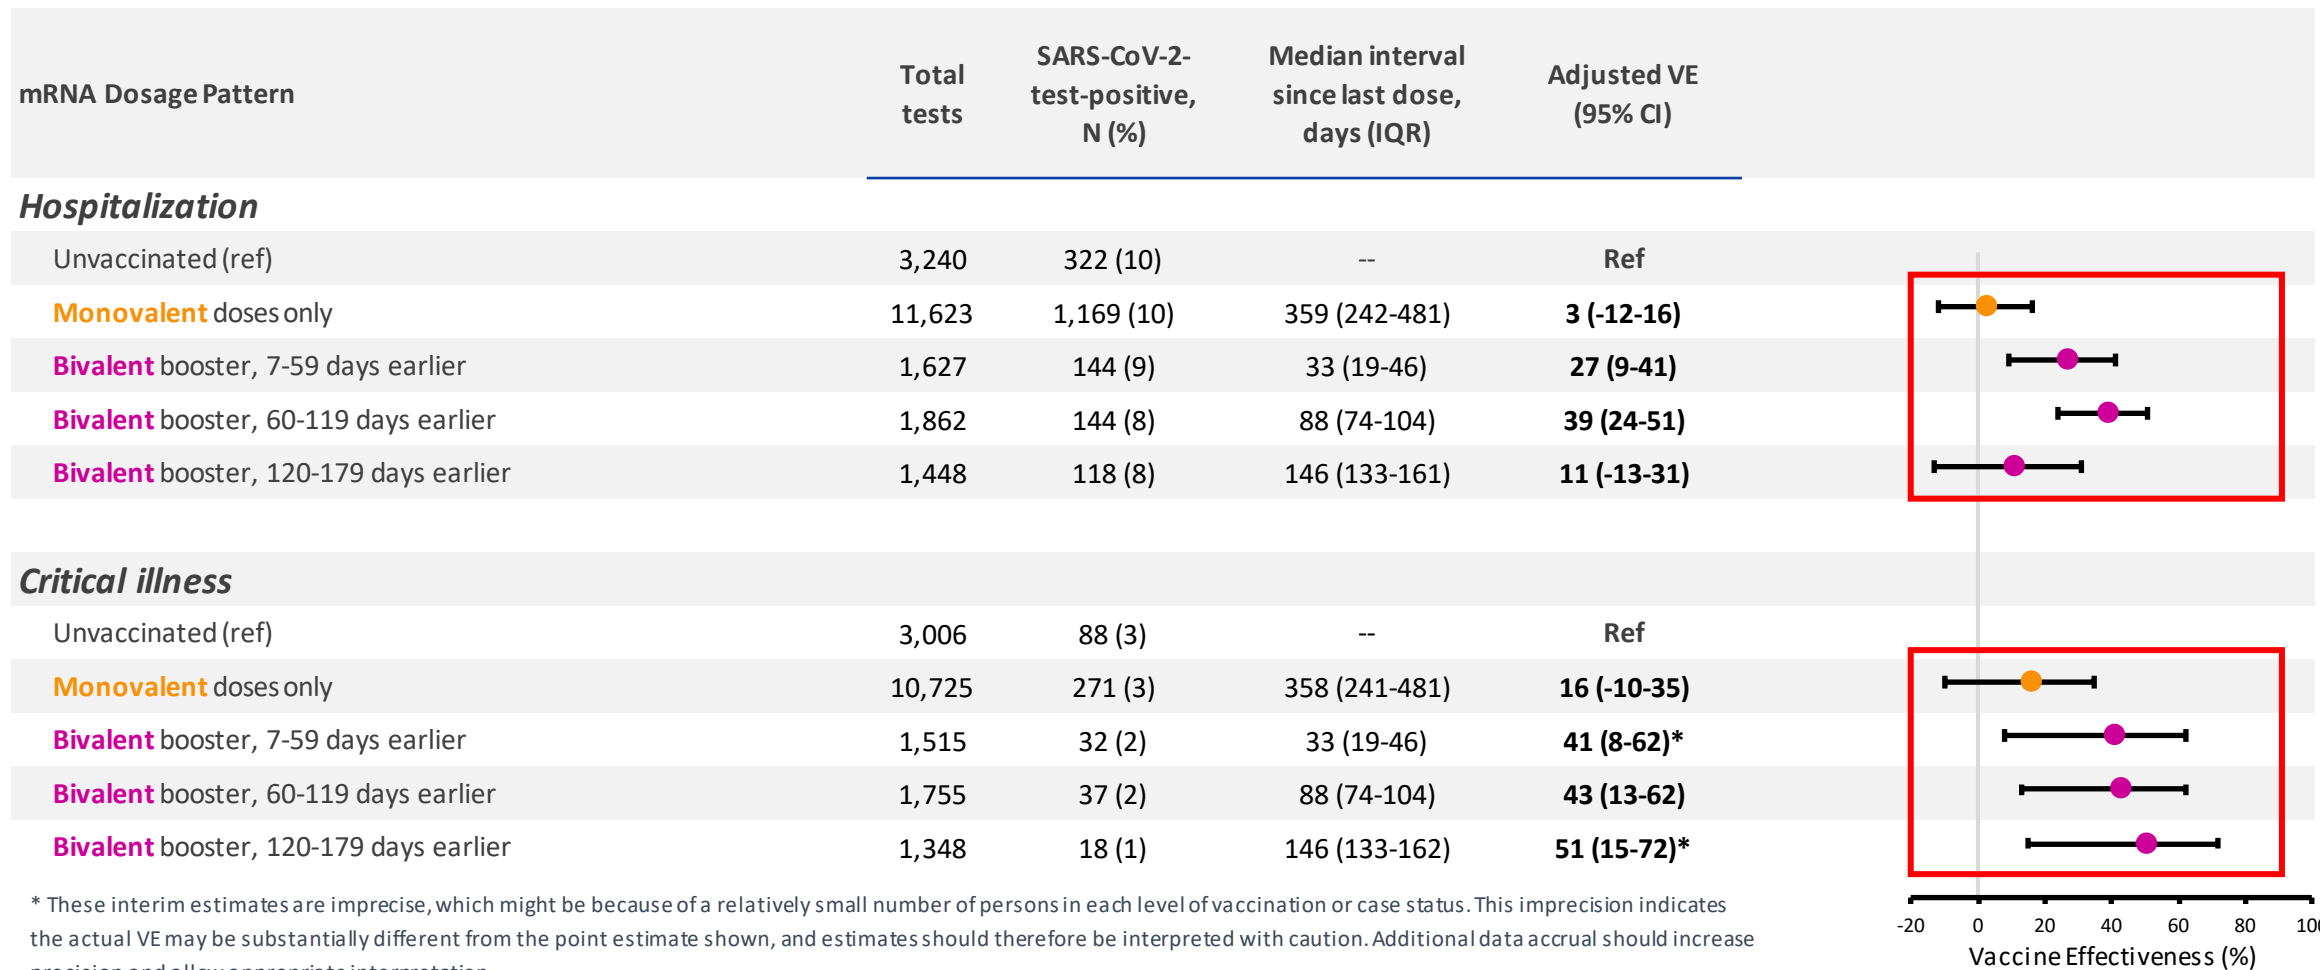 mRNA Dosage Pattern
Total tests
SARS-CoV-2-test-positive, N (%)
Median interval since last dose, days (IQR)
Adjusted VE (95% CI)
Hospitalization
Unvaccinated (ref) 3,240 322 (10) -- Ref
Monovalent doses only 11,623 1,169 (10) 359 (242-481) 3 (-12-16)
Bivalent booster, 7-59 days earlier 1,627 144 (9) 33 (19-46) 27 (9-41)
Bivalent booster, 60-119 days earlier 1,862 144 (8) 88 (74-104) 39 (24-51)
Bivalent booster, 120-179 days earlier 1,448 118 (8) 146 (133-161) 11 (-13-31)
Critical illness
Unvaccinated (ref) 3,006 88 (3) -- Ref
Monovalent doses only 10,725 271 (3) 358 (241-481) 16 (-10-35)
Bivalent booster, 7-59 days earlier 1,515 32 (2) 33 (19-46) 41 (8-62)*
Bivalent booster, 60-119 days earlier 1,755 37 (2) 88 (74-104) 43 (13-62)
Bivalent booster, 120-179 days earlier 1,348 18 (1) 146 (133-162) 51 (15-72)*
* These interim estimates are imprecise, which might be because of a relatively small number of persons in each level of vaccination or case status. This imprecision indicates
the actual VE may be substantially different from the point estimate shown, and estimates should therefore be interpreted with caution. Additional data accrual should increase
-20 0 20 40 60 80
Vaccine Effectiveness (%)